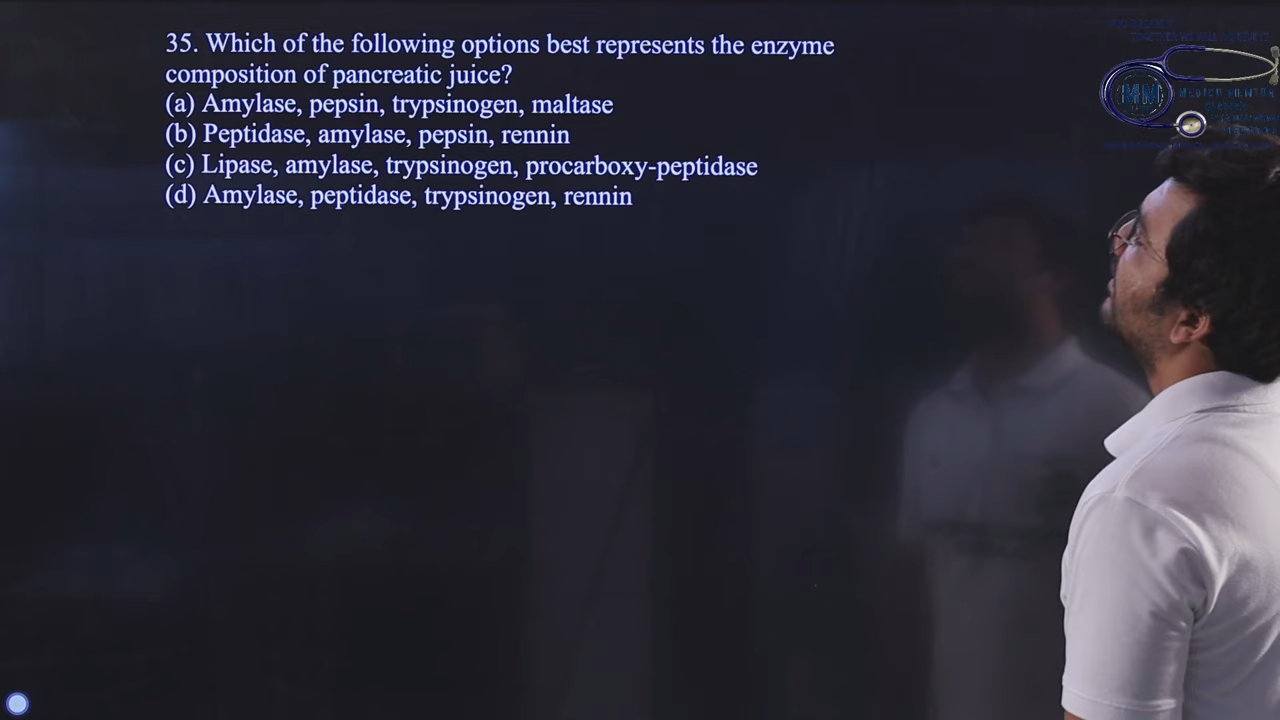 35. Which of the following options best represents the enzyme
composition of pancreatic juice?
(a) Amylase, pepsin, trypsinogen, maltase
(b) Peptidase, amylase, pepsin, rennin
(c) Lipase, amylase, trypsinogen, procarboxy-peptidase
(d) Amylase, peptidase, trypsinogen, rennin
MM